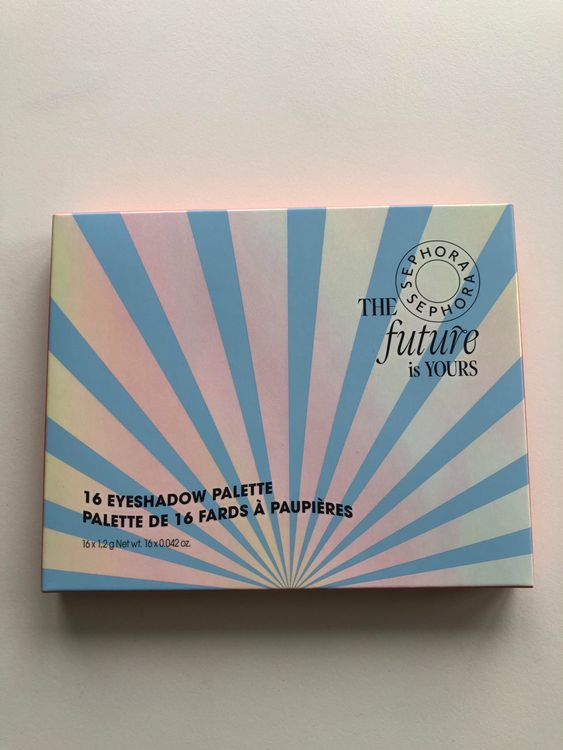 SEPHORA
SEPHORA
THE
future
is YOURS
16 EYESHADOW PALETTE
PALETTE DE 16 FARDS À PAUPIÈRES
16 x 1,2 g Net wt. 16 x 0.042 oz.